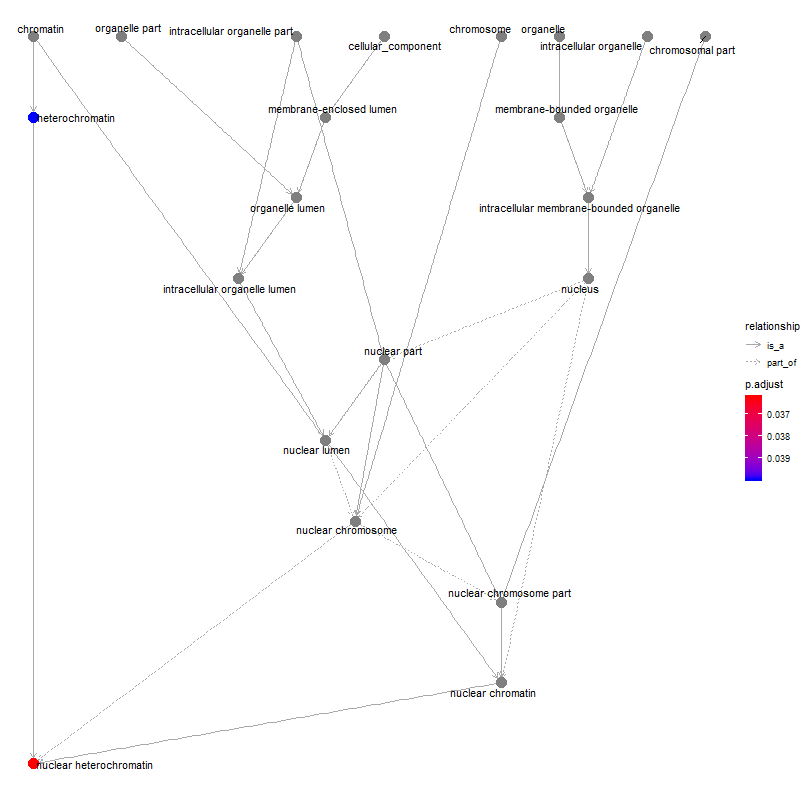 chromatin
organelle part
intracellular organelle part
cellular_component
chromosome
organelle
intracellular organelle
chromosomal part
heterochromatin
membrane-enclosed lumen
membrane-bounded organelle
organelle lumen
intracellular membrane-bounded organelle
intracellular organelle lumen
nucleus
relationship
is_a
part_of
nuclear part
p.adjust
0.037
0.038
0.039
nuclear lumen
nuclear chromosome
nuclear chromosome part
nuclear chromatin
nuclear heterochromatin